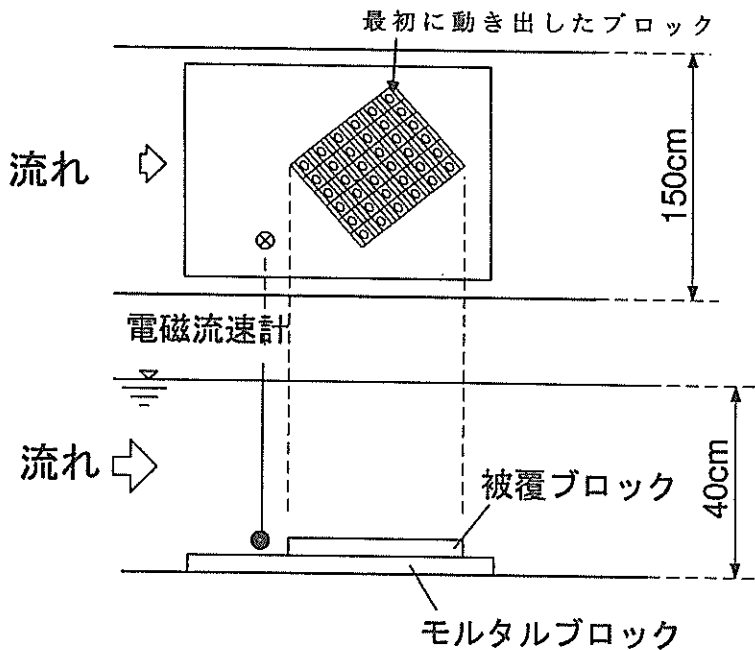 最初に動き出したブロック
流れ
150cm
電磁流速計
流れ
被覆ブロック
40cm
モルタルブロック